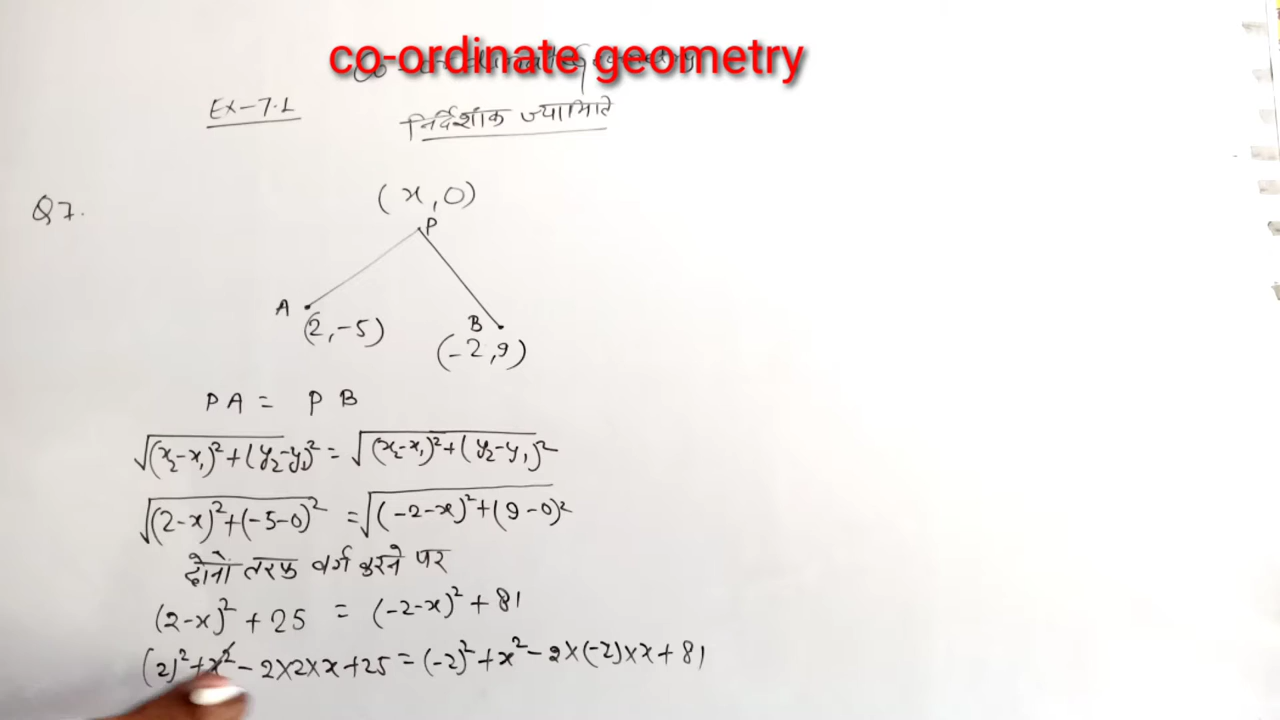 co-ordinate geometry
Ex-7.1
निर्देशांक ज्यामिति
Q7.
(x,0)
P
A
(2,-5)
B
(-2,9)
PA = PB
√(x₂-x₁)²+(y₂-y₁)² = √(x₂-x₁)²+(y₂-y₁)²
√(2-x)²+(-5-0)² = √(-2-x)²+(9-0)²
दोनों तरफ वर्ग करने पर
(2-x)² + 25 = (-2-x)² + 81
(2)²+x²-2×2×x+25 = (-2)²+x²-2×(-2)×x+81